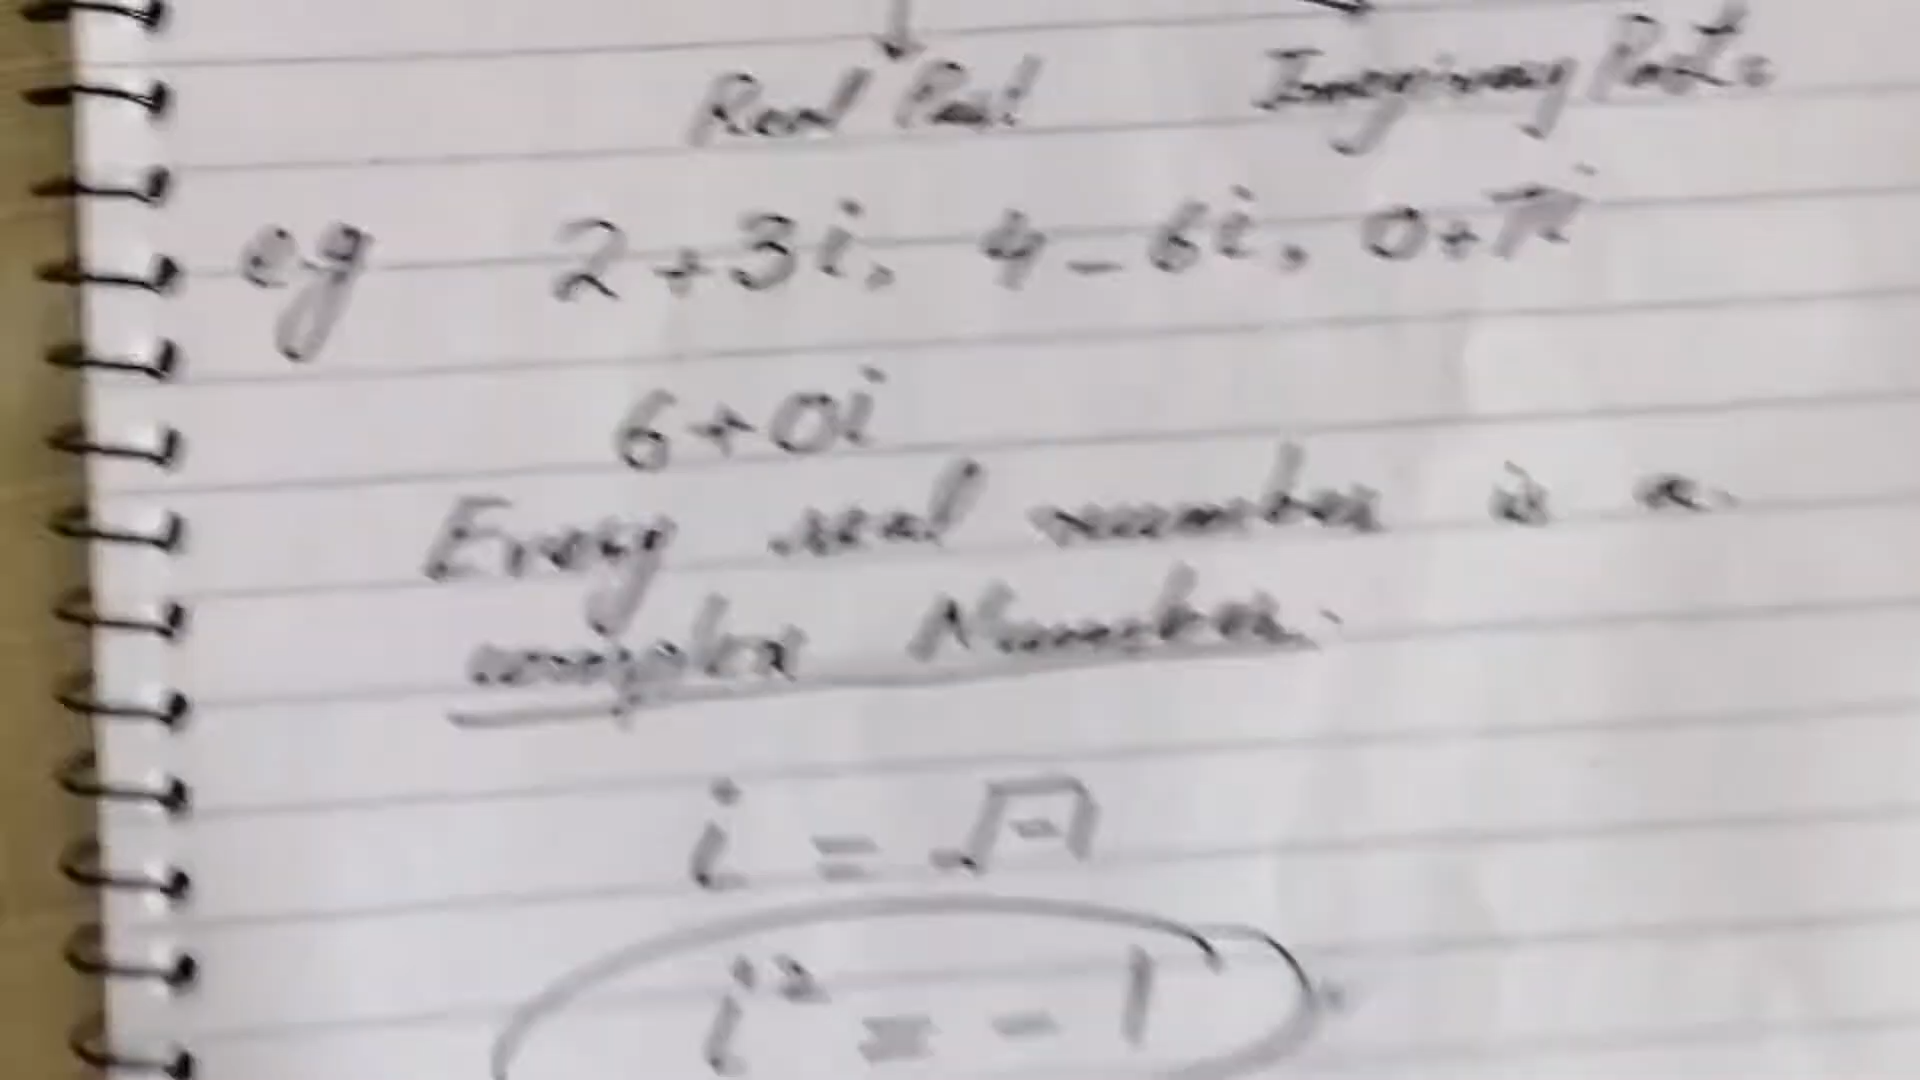 Real Part Imaginary Part.
e.g 2+3i, 4-6i, 0+πi
6+0i
Every real number is a
complex Number.
i = √-1
i² = -1